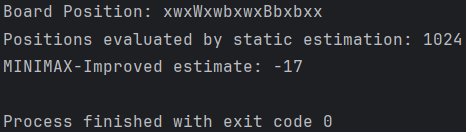 Board Position: xwxWxwbxwxBbxbxx
Positions evaluated by static estimation: 1024
MINIMAX-Improved estimate: -17
Process finished with exit code 0